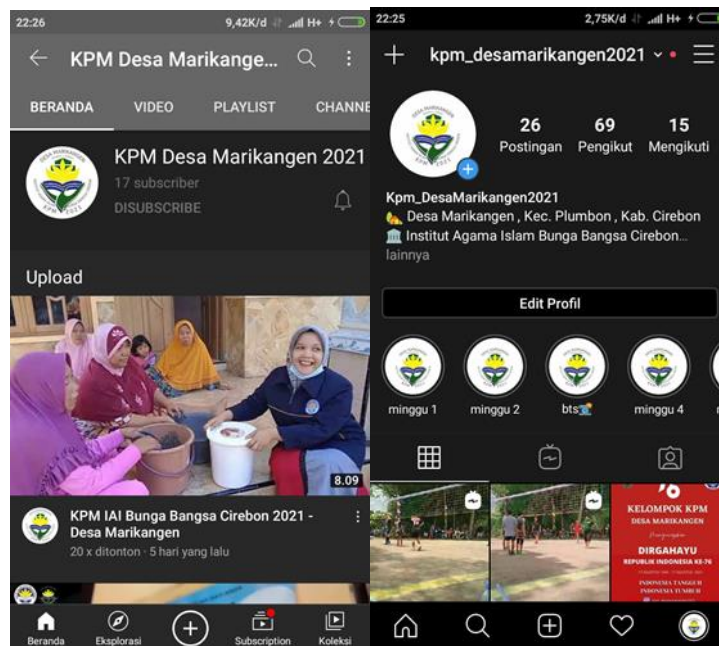 22:26
9,42K/d
H+
KPM Desa Marikange...
BERANDA VIDEO PLAYLIST CHANNE
KPM Desa Marikangen 2021
17 subscriber
DISUBSCRIBE
Upload
8.09
KPM IAI Bunga Bangsa Cirebon 2021 -
Desa Marikangen
20 x ditonton · 5 hari yang lalu
Beranda Eksplorasi Subscription Koleksi
22:25
2,75K/d
H+
kpm_desamarikangen2021
26 69 15
Postingan Pengikut Mengikuti
Kpm_DesaMarikangen2021
Desa Marikangen , Kec. Plumbon , Kab. Cirebon
Institut Agama Islam Bunga Bangsa Cirebon...
lainnya
Edit Profil
minggu 1 minggu 2 bts minggu 4
KELOMPOK KPM
DESA MARIKANGEN
DIRGAHAYU
REPUBLIK INDONESIA KE-76
INDONESIA TANGGUH
INDONESIA TUMBUH